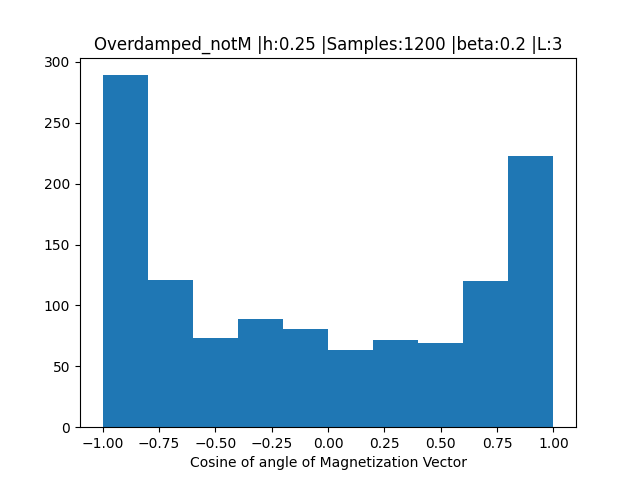 Overdamped_notM |h:0.25 |Samples:1200 |beta:0.2 |L:3
300
250
200
150
100
50
0
−1.00 −0.75 −0.50 −0.25 0.00 0.25 0.50 0.75 1.00
Cosine of angle of Magnetization Vector